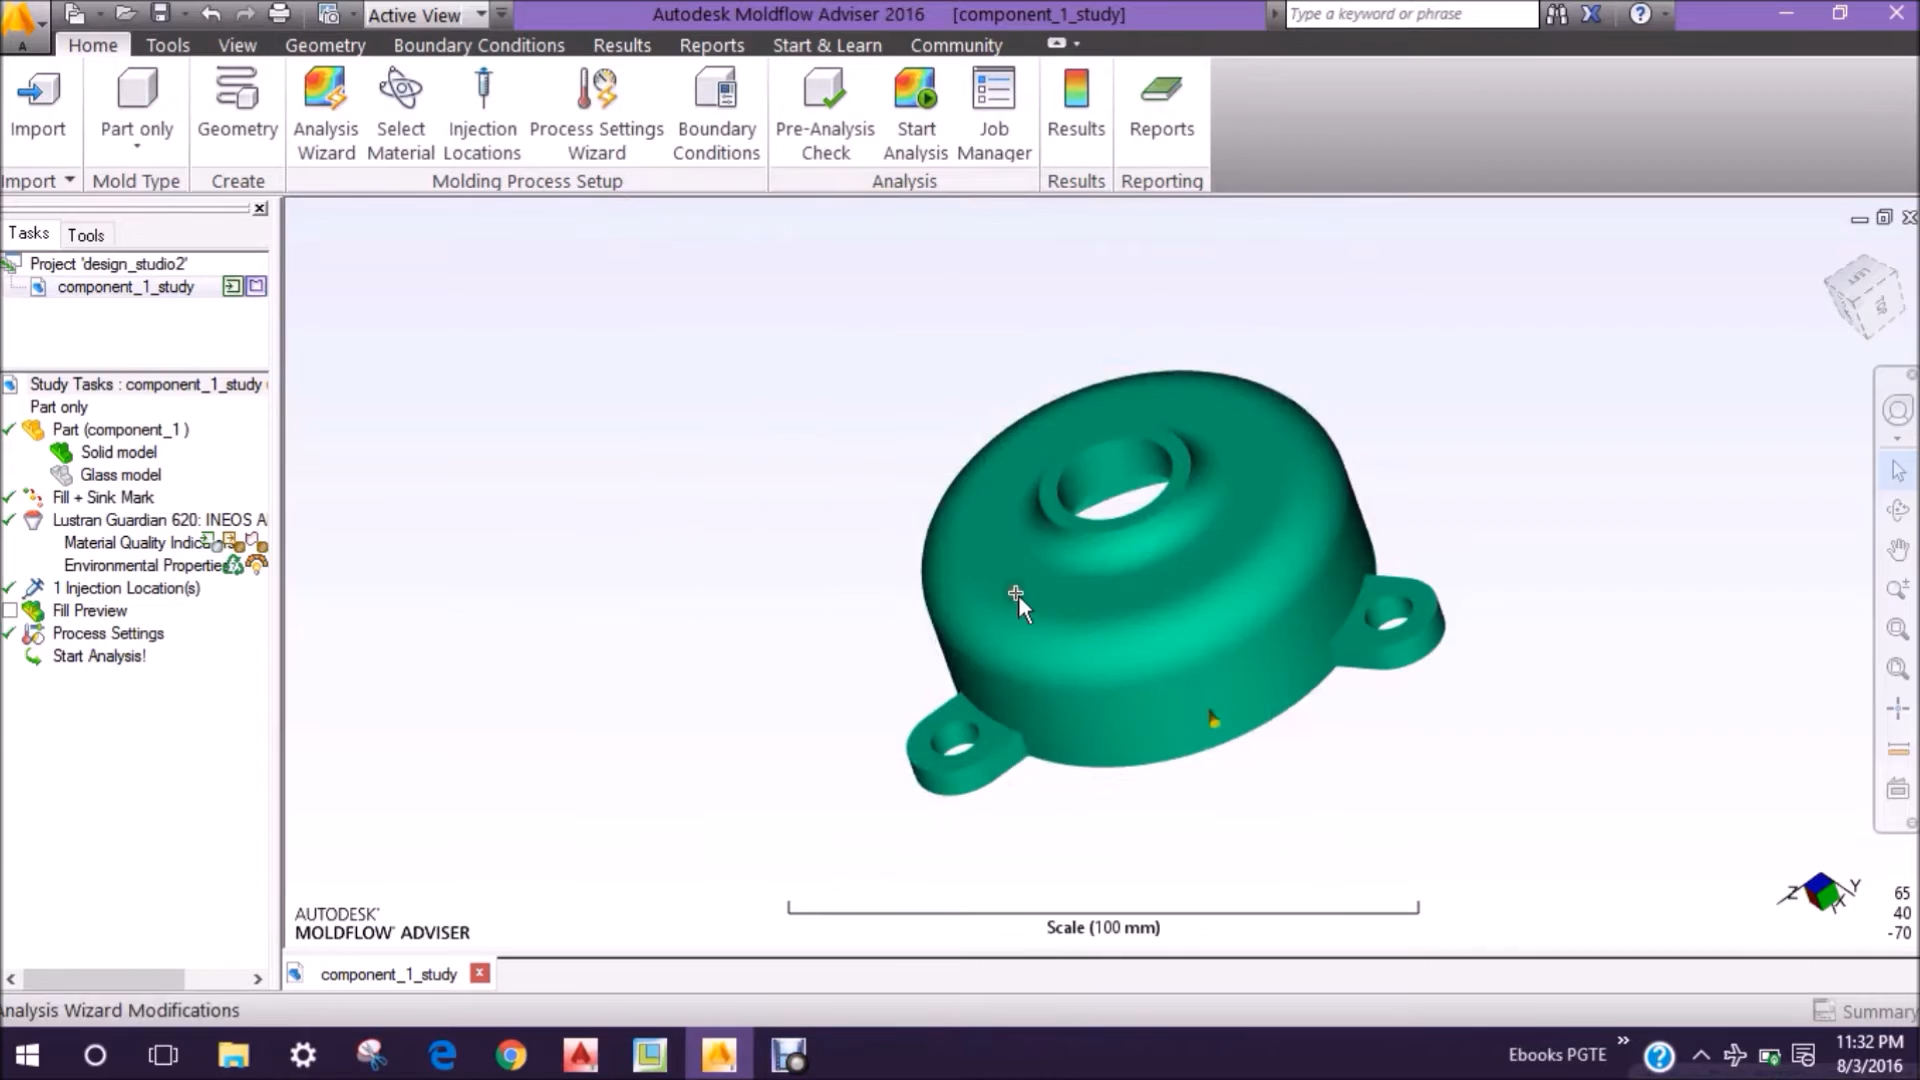 Active View
Autodesk Moldflow Adviser 2016 [component_1_study]
Type a keyword or phrase
A
Home Tools View Geometry Boundary Conditions Results Reports Start & Learn Community
Import Part only Geometry Analysis Wizard Select Material Injection Locations Process Settings Wizard Boundary Conditions Pre-Analysis Check Start Analysis Job Manager Results Reports
Import Mold Type Create Molding Process Setup Analysis Results Reporting
Tasks Tools
Project 'design_studio2'
component_1_study
Study Tasks : component_1_study (
Part only
Part (component_1 )
Solid model
Glass model
Fill + Sink Mark
Lustran Guardian 620: INEOS A
Material Quality Indica
Environmental Propertie
1 Injection Location(s)
Fill Preview
Process Settings
Start Analysis!
LEFT
TOP
AUTODESK
MOLDFLOW ADVISER
Scale (100 mm)
Z Y X
65
40
-70
component_1_study
Analysis Wizard Modifications
Summary
Ebooks PGTE
11:32 PM
8/3/2016